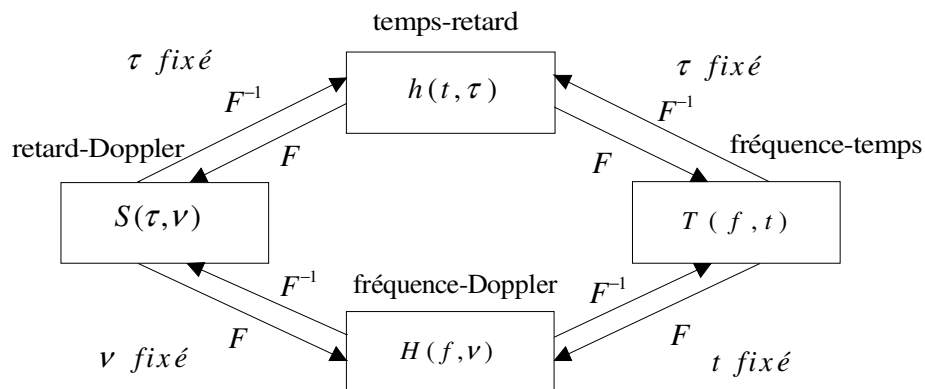 temps-retard
τ fixé
τ fixé
h(t,τ)
F⁻¹
F⁻¹
retard-Doppler
F
F
fréquence-temps
S(τ,ν)
T ( f ,t)
F⁻¹
fréquence-Doppler
F⁻¹
F
F
ν fixé
H ( f ,ν)
t fixé